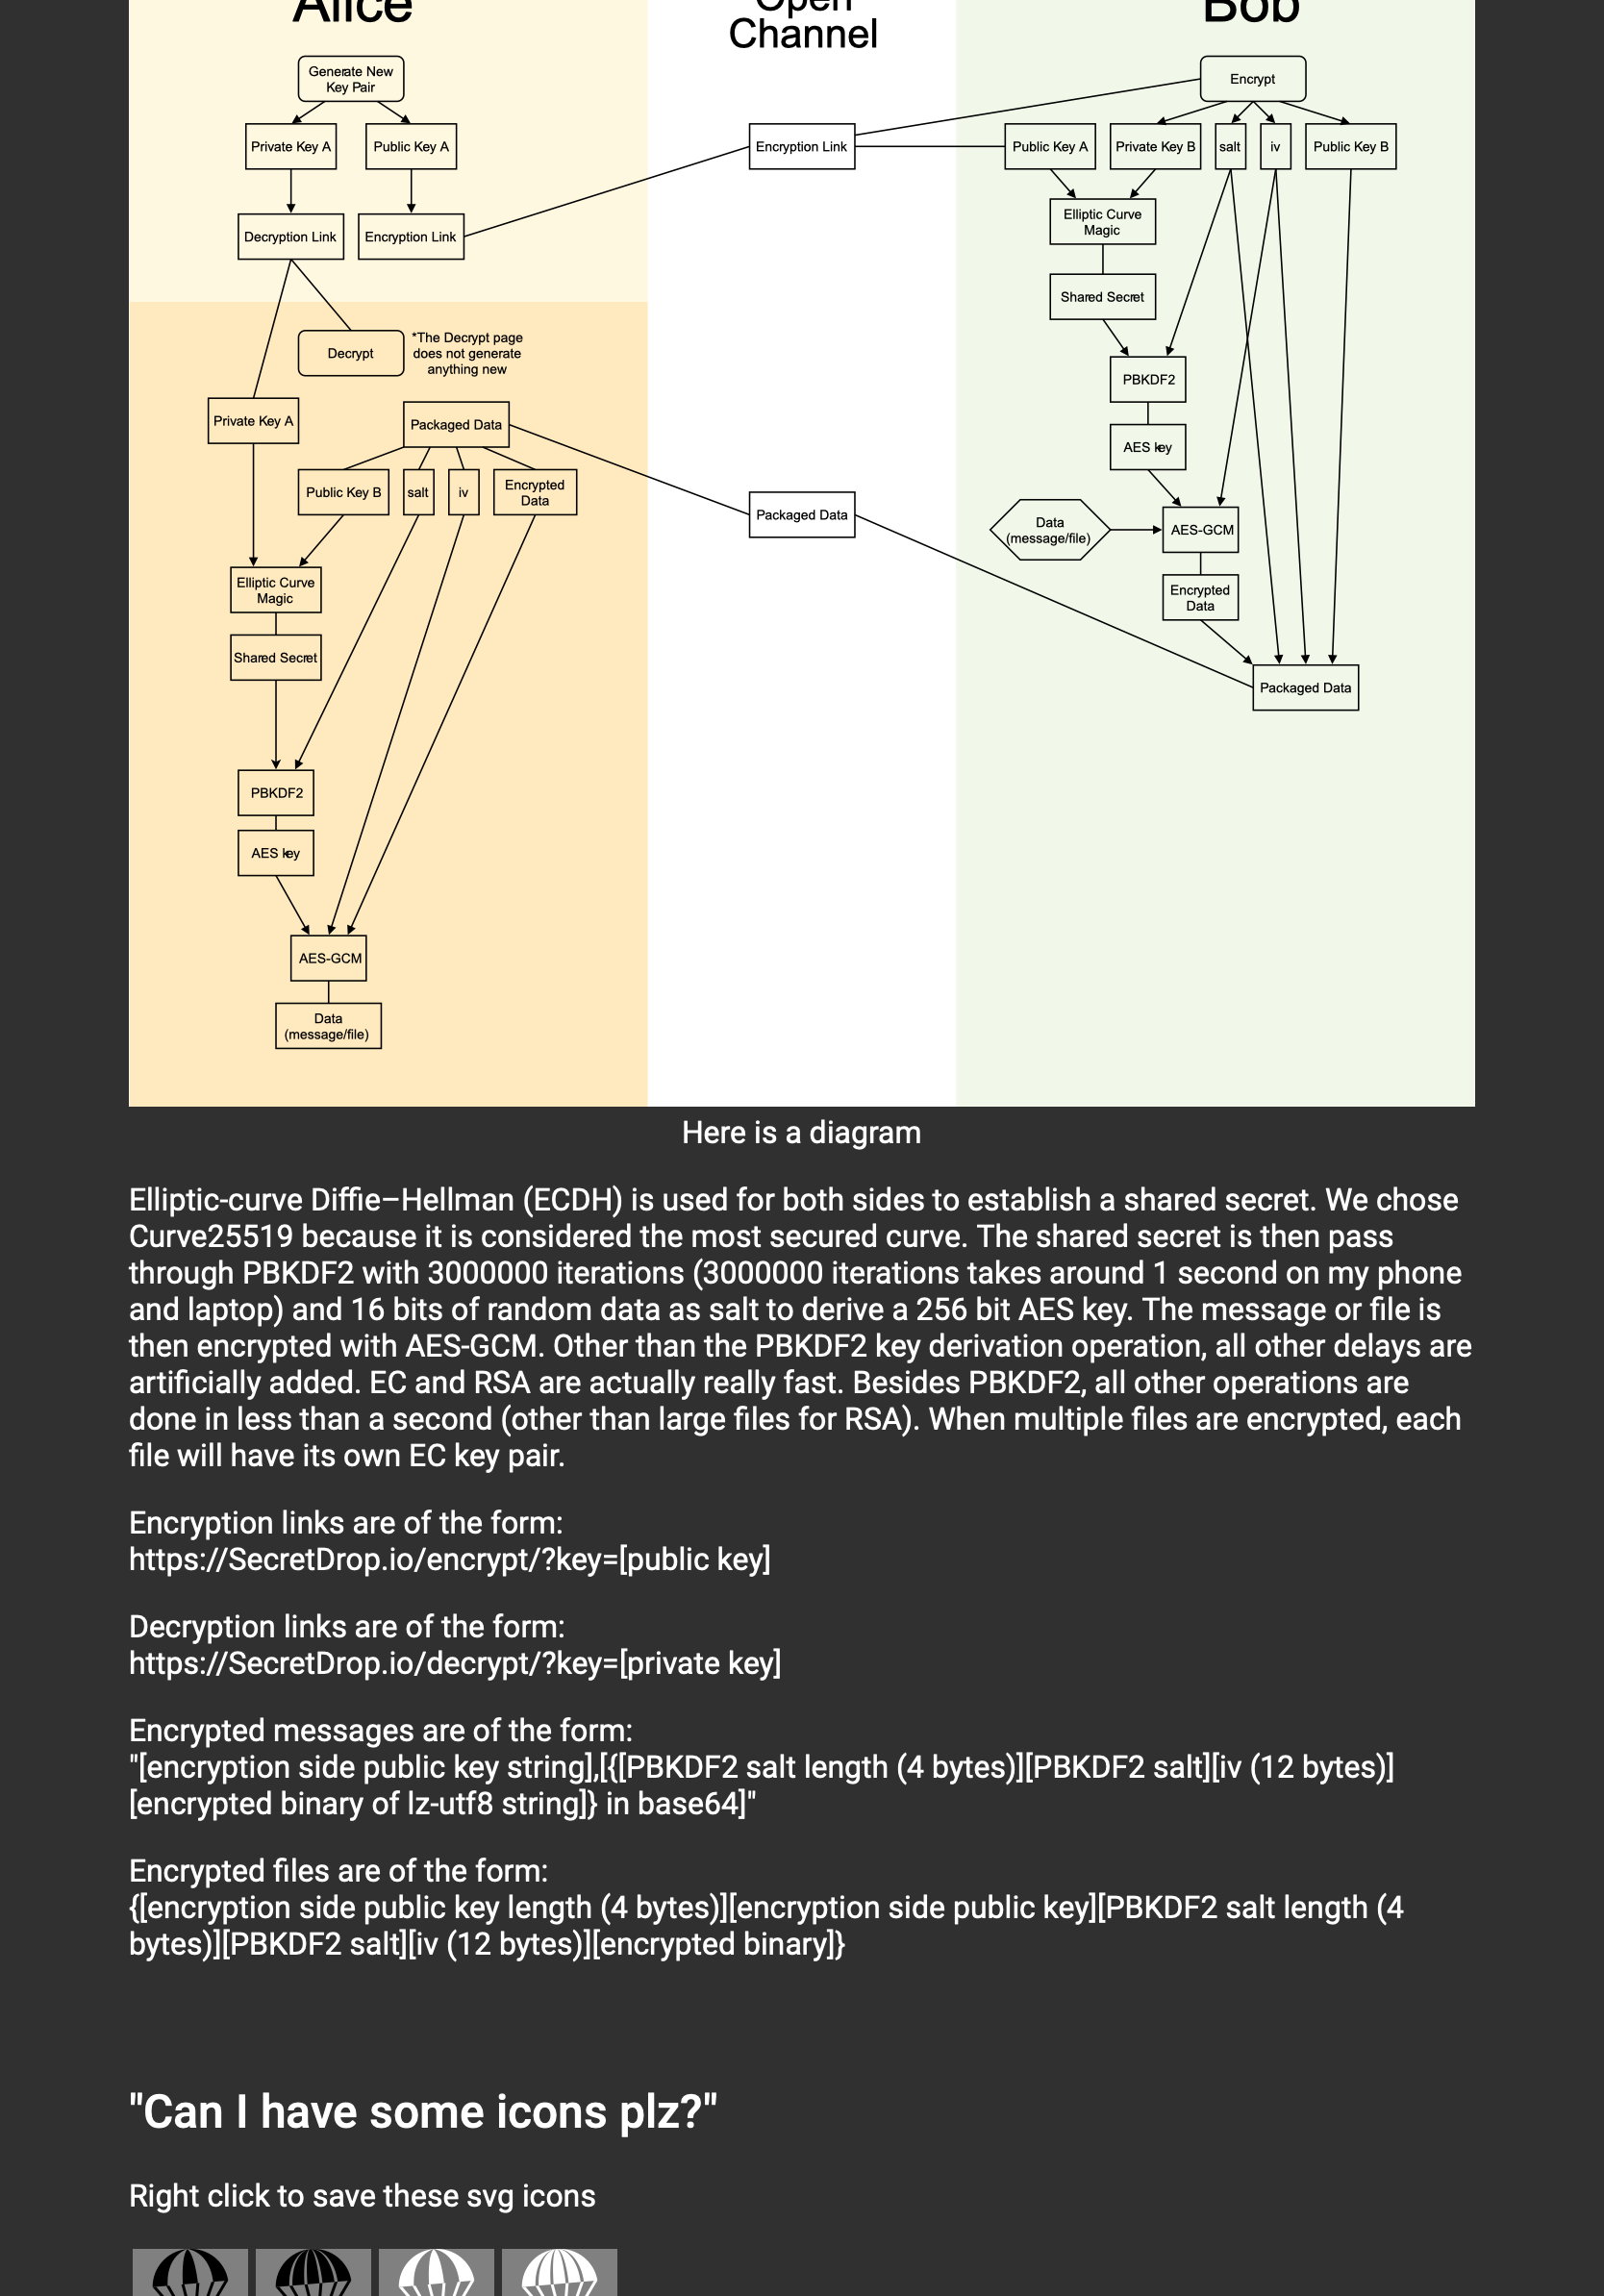 Alice
Open
Channel
Bob
Generate New
Key Pair
Private Key A
Public Key A
Decryption Link
Encryption Link
Encryption Link
Encrypt
Public Key A
Private Key B
salt
iv
Public Key B
Elliptic Curve
Magic
Shared Secret
PBKDF2
AES key
Data
(message/file)
AES-GCM
Encrypted
Data
Packaged Data
Packaged Data
Decrypt
*The Decrypt page
does not generate
anything new
Private Key A
Packaged Data
Public Key B
salt
iv
Encrypted
Data
Elliptic Curve
Magic
Shared Secret
PBKDF2
AES key
AES-GCM
Data
(message/file)
Here is a diagram
Elliptic-curve Diffie–Hellman (ECDH) is used for both sides to establish a shared secret. We chose
Curve25519 because it is considered the most secured curve. The shared secret is then pass
through PBKDF2 with 3000000 iterations (3000000 iterations takes around 1 second on my phone
and laptop) and 16 bits of random data as salt to derive a 256 bit AES key. The message or file is
then encrypted with AES-GCM. Other than the PBKDF2 key derivation operation, all other delays are
artificially added. EC and RSA are actually really fast. Besides PBKDF2, all other operations are
done in less than a second (other than large files for RSA). When multiple files are encrypted, each
file will have its own EC key pair.
Encryption links are of the form:
https://SecretDrop.io/encrypt/?key=[public key]
Decryption links are of the form:
https://SecretDrop.io/decrypt/?key=[private key]
Encrypted messages are of the form:
"[encryption side public key string],[{[PBKDF2 salt length (4 bytes)][PBKDF2 salt][iv (12 bytes)]
[encrypted binary of lz-utf8 string]} in base64]"
Encrypted files are of the form:
{[encryption side public key length (4 bytes)][encryption side public key][PBKDF2 salt length (4
bytes)][PBKDF2 salt][iv (12 bytes)][encrypted binary]}
"Can I have some icons plz?"
Right click to save these svg icons